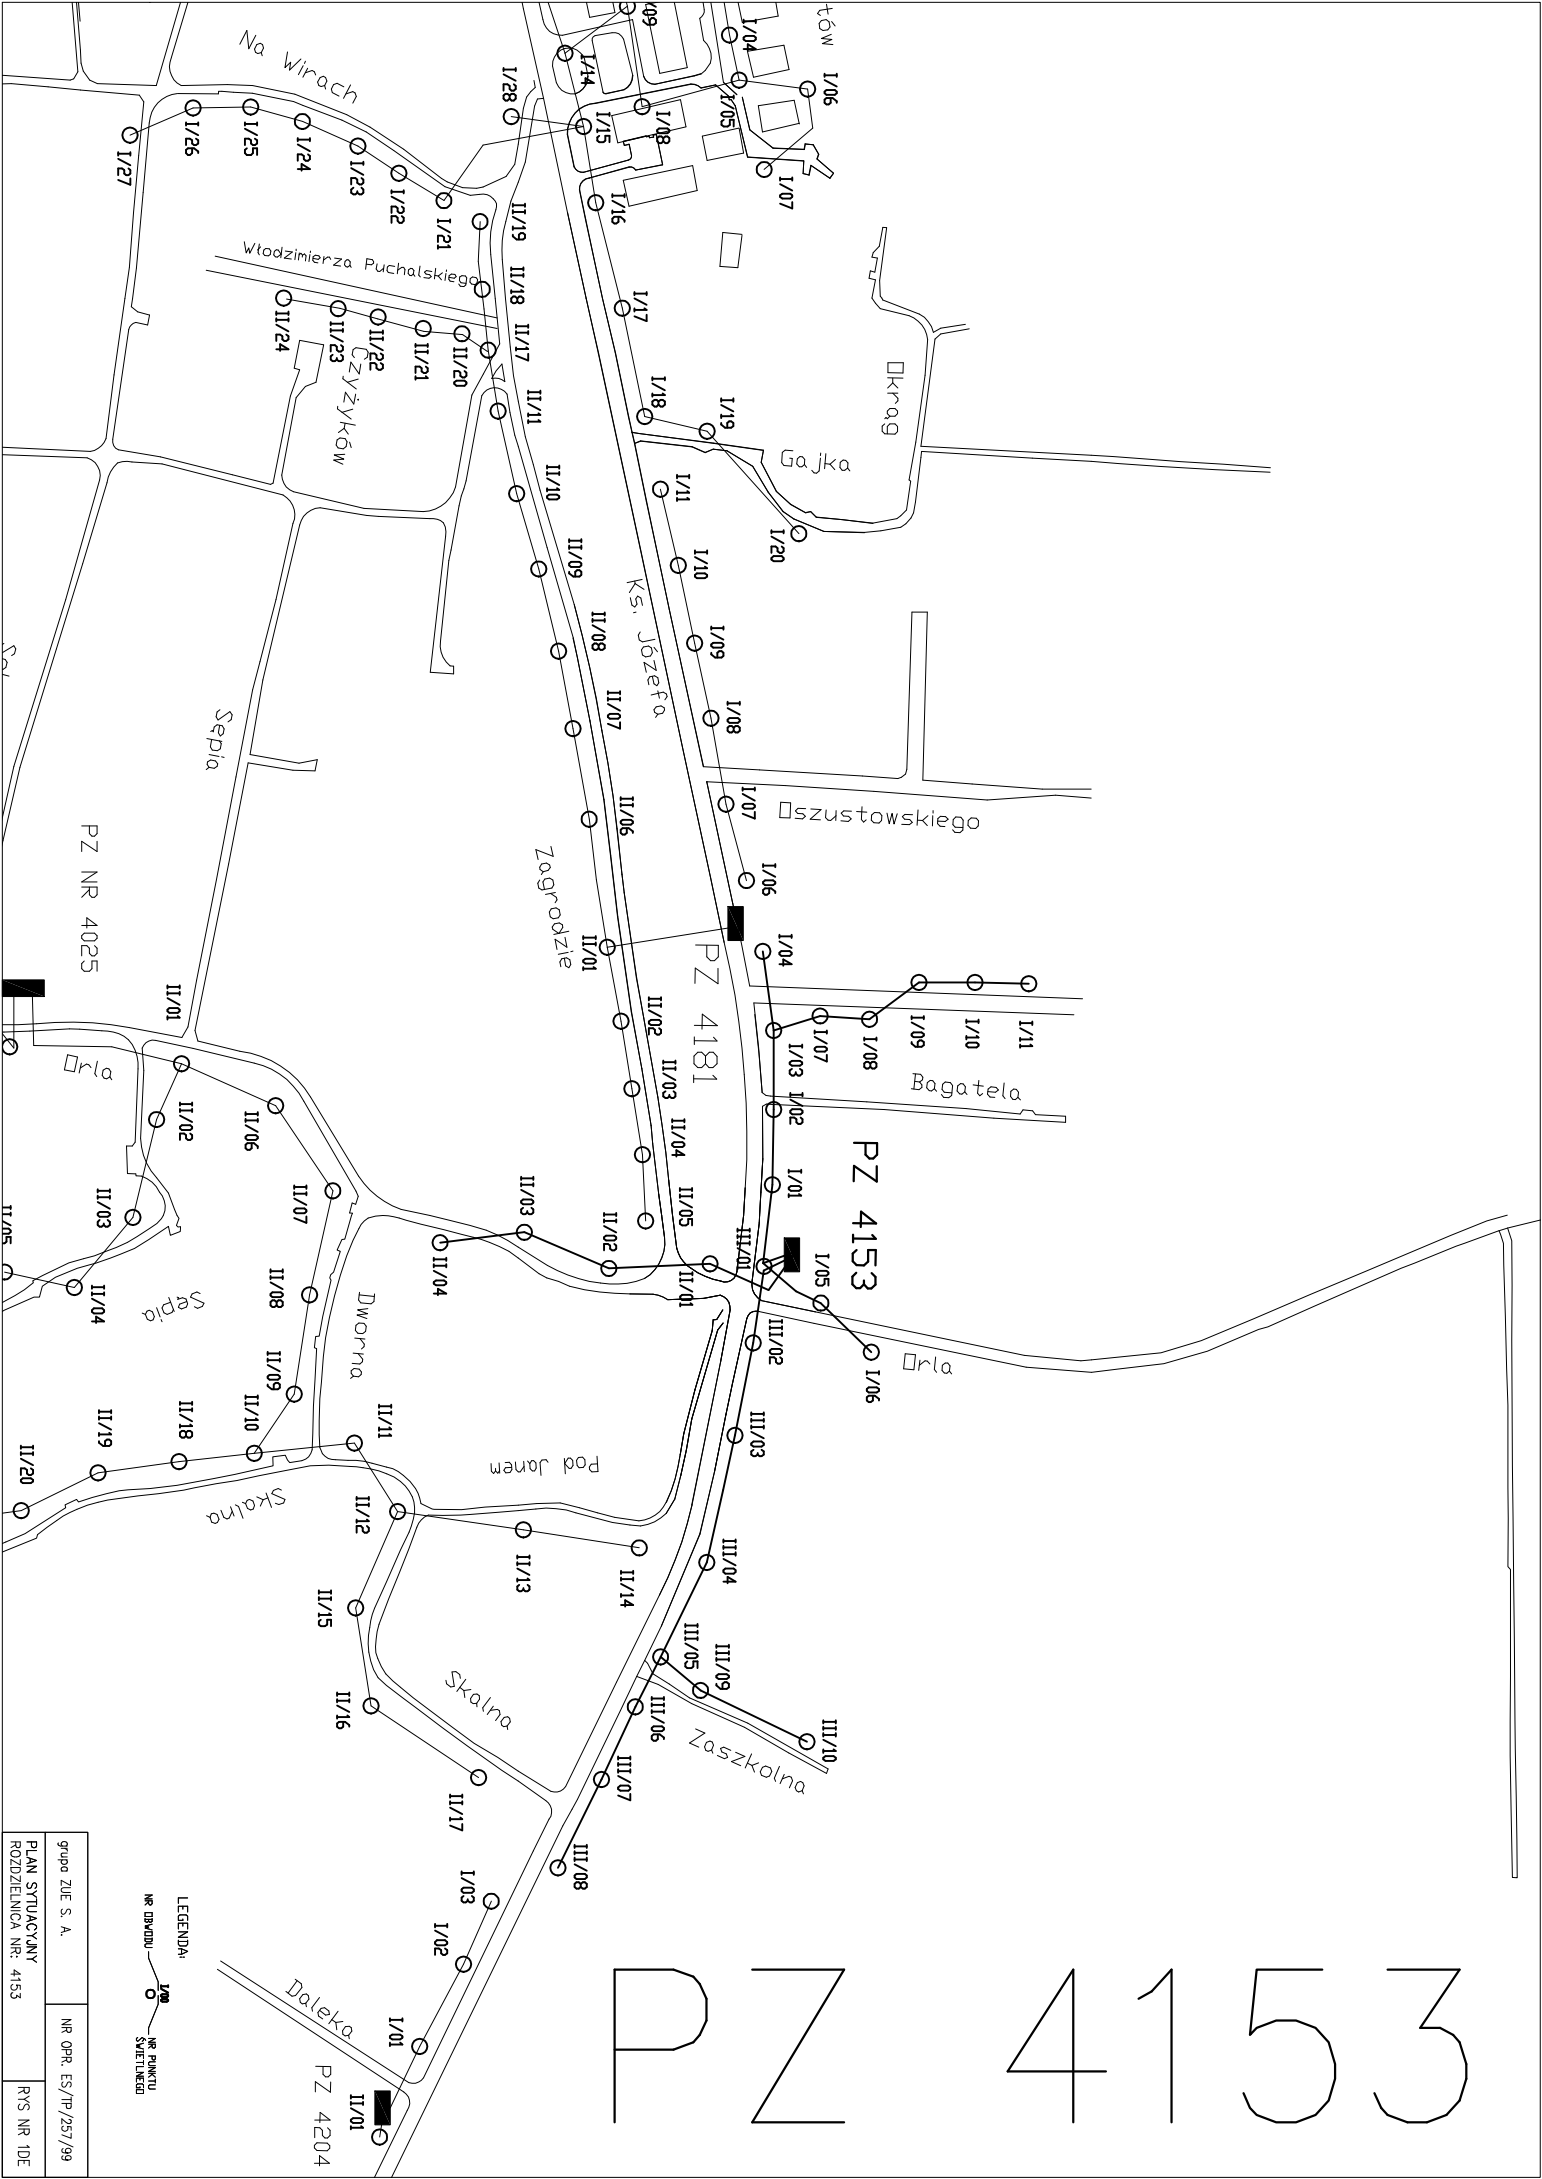 PZ 4153
tów
I/09
I/04
I/14
I/06
I/28
I/05
I/08
I/15
Na Wirach
I/26
I/25
I/24
I/23
I/22
I/27
I/21
I/07
I/16
II/19
II/18
II/17
Włodzimierza Puchalskiego
II/24
II/23
II/22
II/21
II/20
Czyżyków
I/17
I/18
I/19
Okrąg
Gajka
II/11
II/10
I/11
I/20
I/10
II/09
Ks. Józefa
II/08
I/09
II/07
I/08
Sępia
I/07
Oszustowskiego
II/06
PZ NR 4025
Zagrodzie
I/06
II/01
PZ 4181
I/04
II/01
I/11
I/10
I/09
I/08
I/07
I/03
II/02
Orla
II/03
Bagatela
I/02
II/02
II/06
II/04
PZ 4153
I/01
II/03
II/07
II/03
II/05
II/05
II/02
II/04
III/01
II/01
I/05
II/04
Sępia
II/08
Dworna
III/02
I/06
Orla
II/09
II/10
II/11
II/18
II/19
II/20
III/03
Pod Janem
Skalna
II/12
II/13
II/14
III/04
II/15
III/05
III/09
II/16
Skalna
III/06
III/10
Zaszkolna
II/17
III/07
III/08
I/03
I/02
I/01
Daleka
II/01
PZ 4204
LEGENDA:
I/00
NR OBWODU
NR PUNKTU
ŚWIETLNEGO
grupa ZUE S. A.
NR OPR. ES/TP/257/99
PLAN SYTUACYJNY
ROZDZIELNICA NR: 4153
RYS NR 1DE